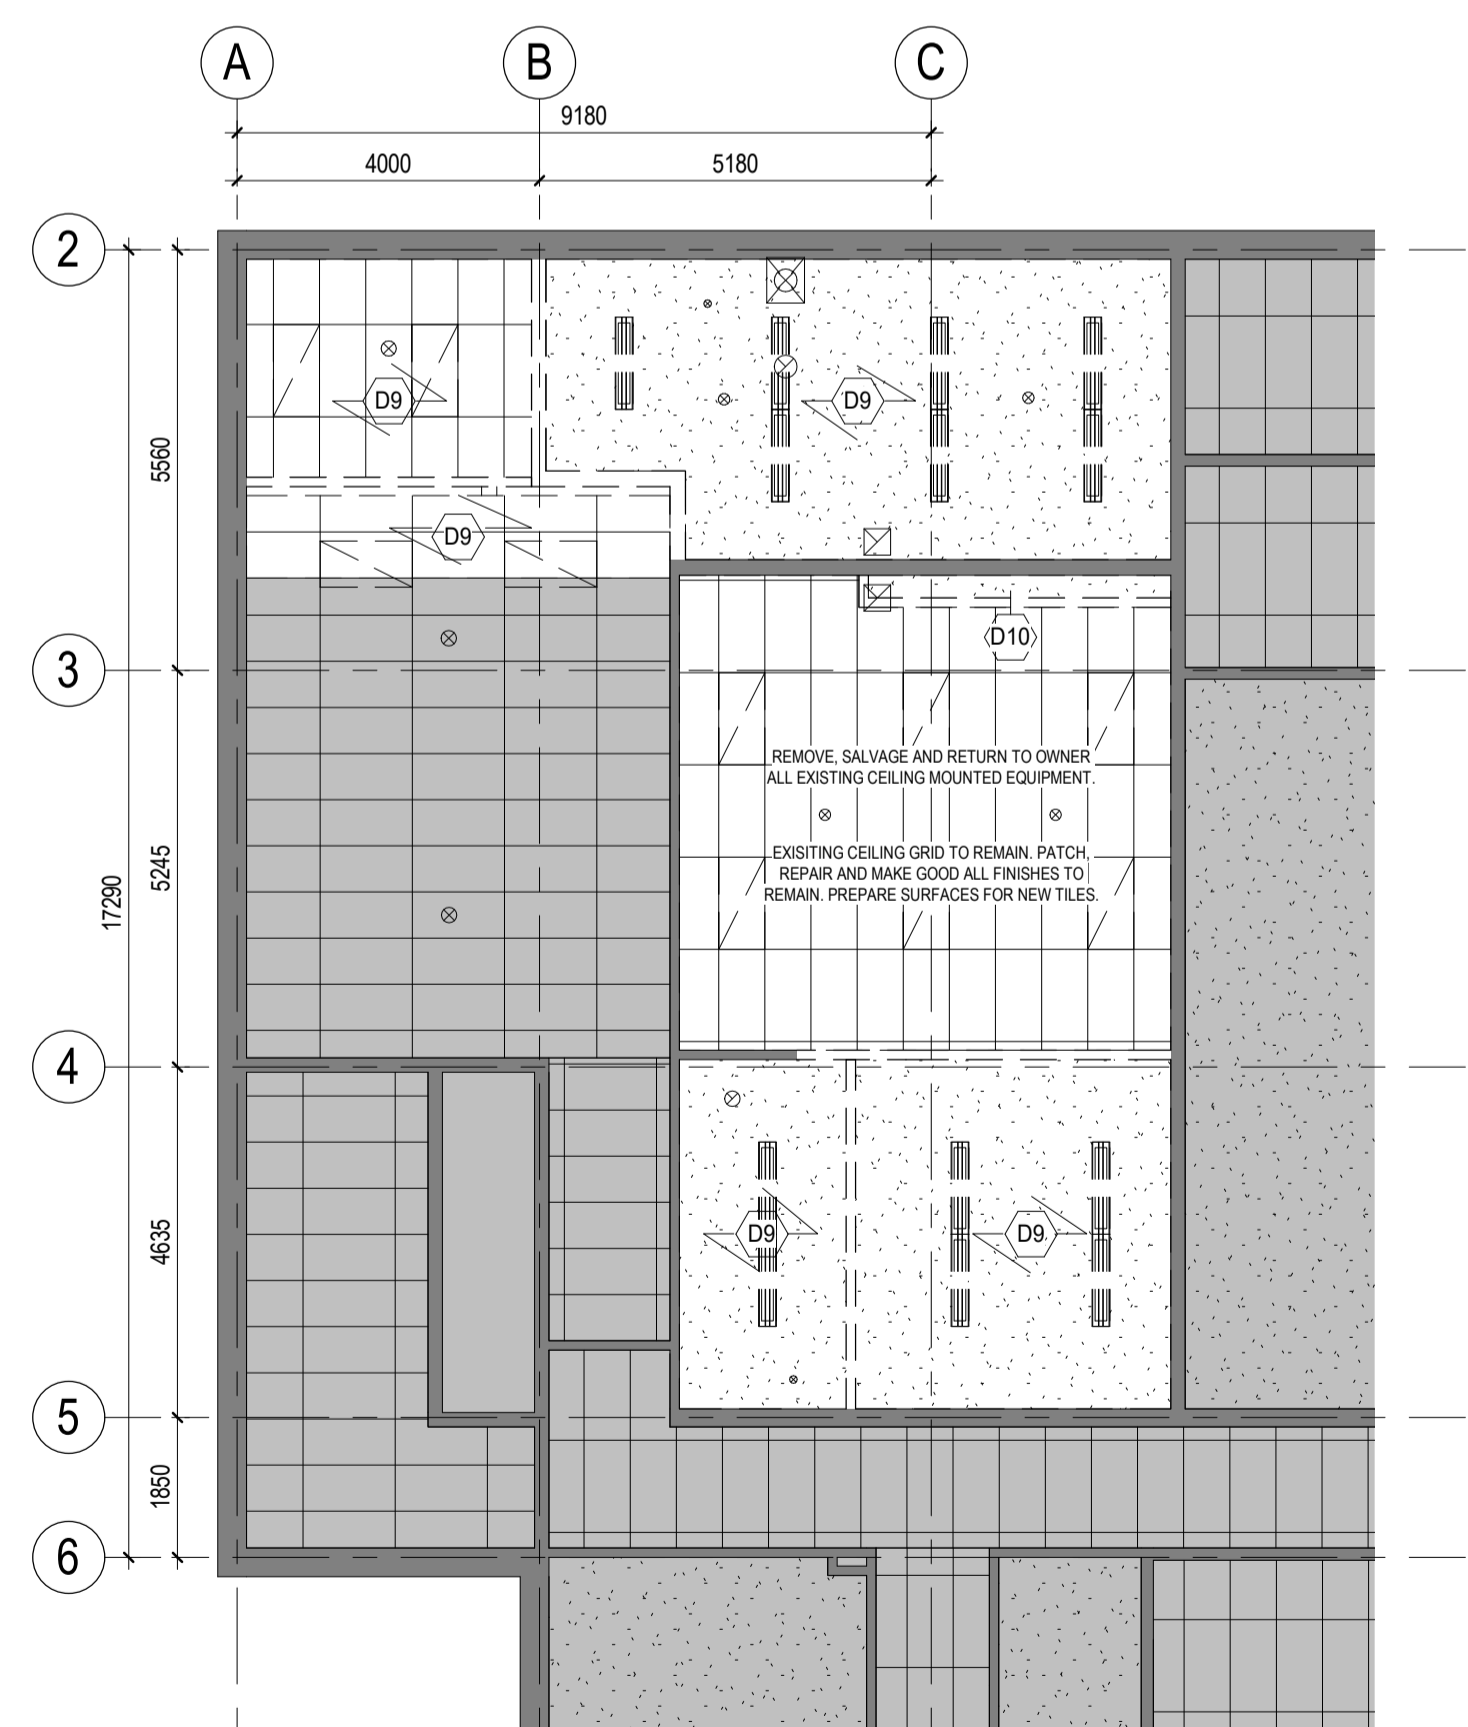 A
B
C
9180
4000
5180
2
D9
D9
5560
D9
D10
3
REMOVE, SALVAGE AND RETURN TO OWNER
ALL EXISTING CEILING MOUNTED EQUIPMENT.
EXISITING CEILING GRID TO REMAIN. PATCH,
REPAIR AND MAKE GOOD ALL FINISHES TO
REMAIN. PREPARE SURFACES FOR NEW TILES.
5245
17290
4
D9
D9
4635
5
1850
6